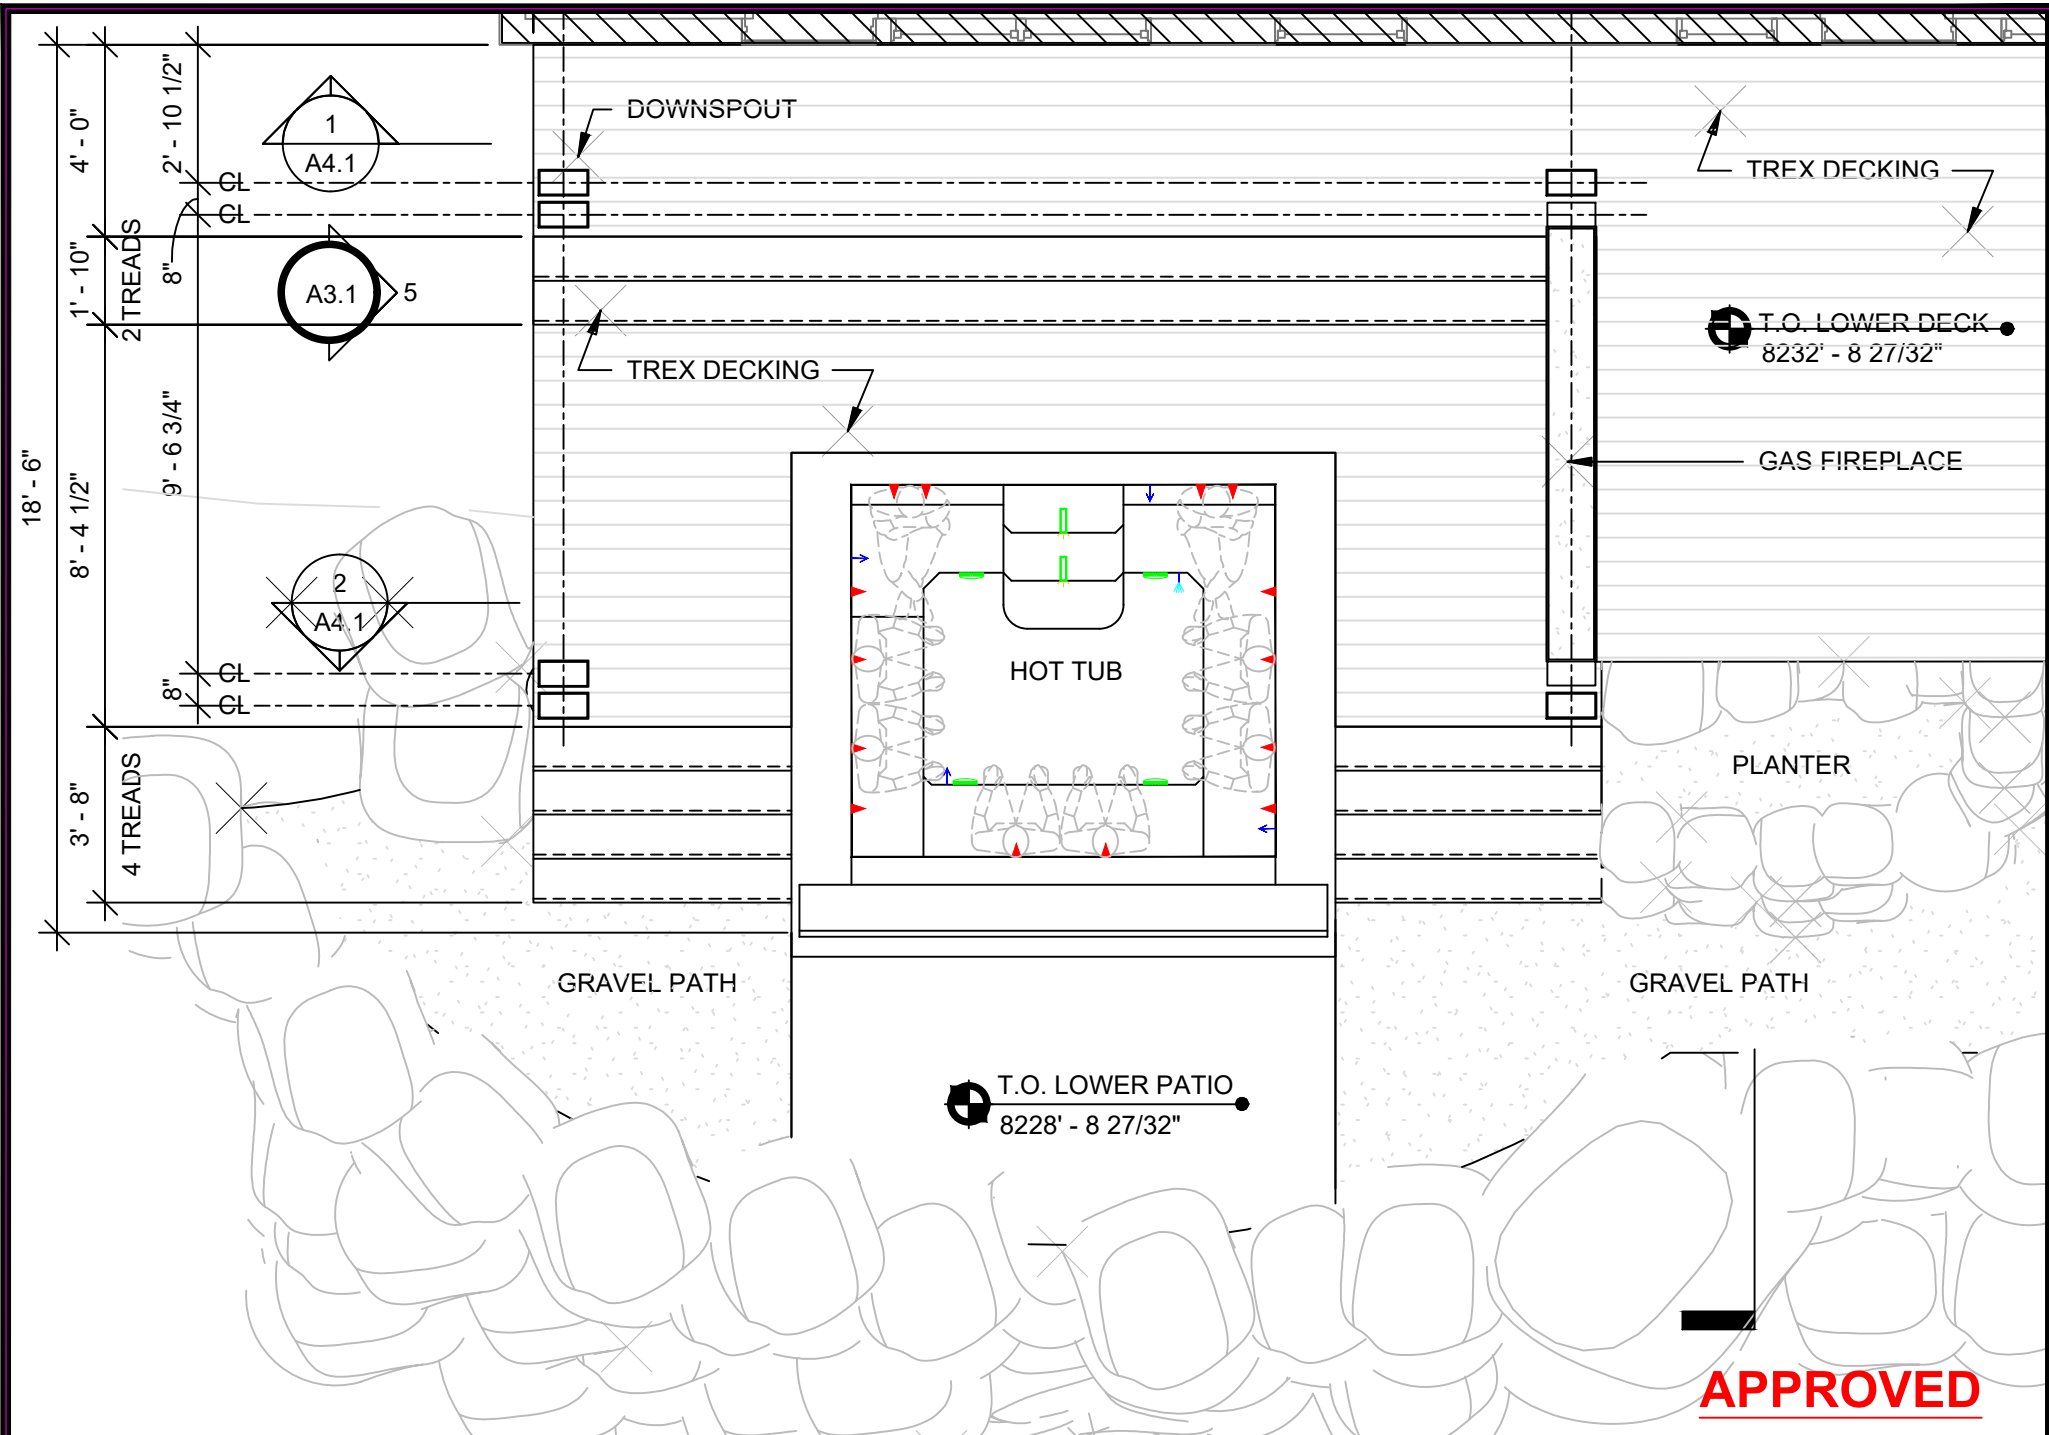 DOWNSPOUT
TREX DECKING
2' - 10 1/2"
4' - 0"
1
A4.1
CL
CL
8"
1' - 10"
2 TREADS
A3.1
5
T.O. LOWER DECK
8232' - 8 27/32"
TREX DECKING
GAS FIREPLACE
9' - 6 3/4"
18' - 6"
8' - 4 1/2"
2
A4.1
HOT TUB
CL
CL
8"
PLANTER
3' - 8"
4 TREADS
GRAVEL PATH
GRAVEL PATH
T.O. LOWER PATIO
8228' - 8 27/32"
APPROVED